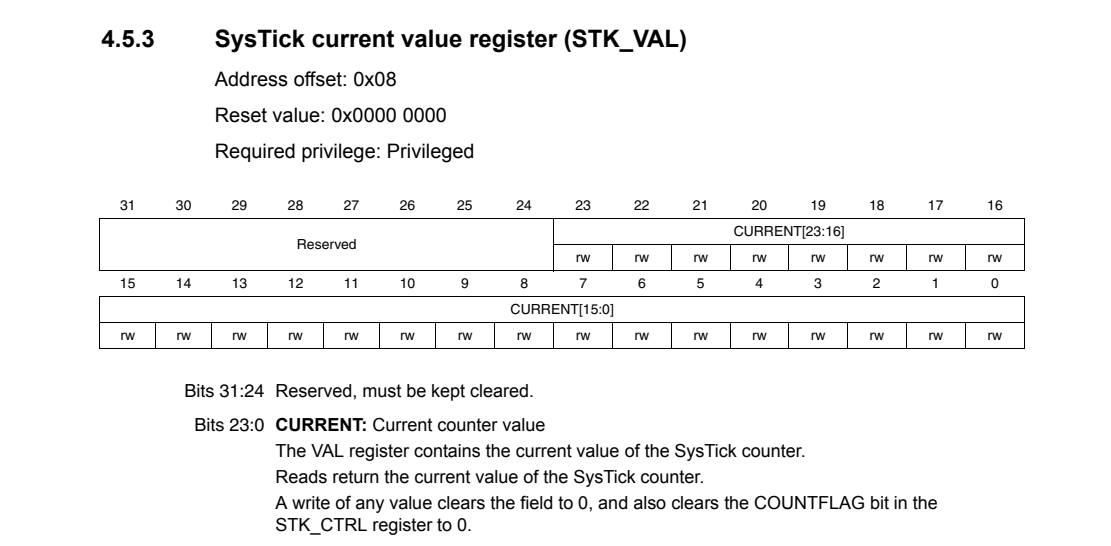 4.5.3 SysTick current value register (STK_VAL)
Address offset: 0x08
Reset value: 0x0000 0000
Required privilege: Privileged
31 30 29 28 27 26 25 24 23 22 21 20 19 18 17 16
Reserved CURRENT[23:16]
rw rw rw rw rw rw rw rw
15 14 13 12 11 10 9 8 7 6 5 4 3 2 1 0
CURRENT[15:0]
rw rw rw rw rw rw rw rw rw rw rw rw rw rw rw rw
Bits 31:24 Reserved, must be kept cleared.
Bits 23:0 CURRENT: Current counter value
The VAL register contains the current value of the SysTick counter.
Reads return the current value of the SysTick counter.
A write of any value clears the field to 0, and also clears the COUNTFLAG bit in the
STK_CTRL register to 0.